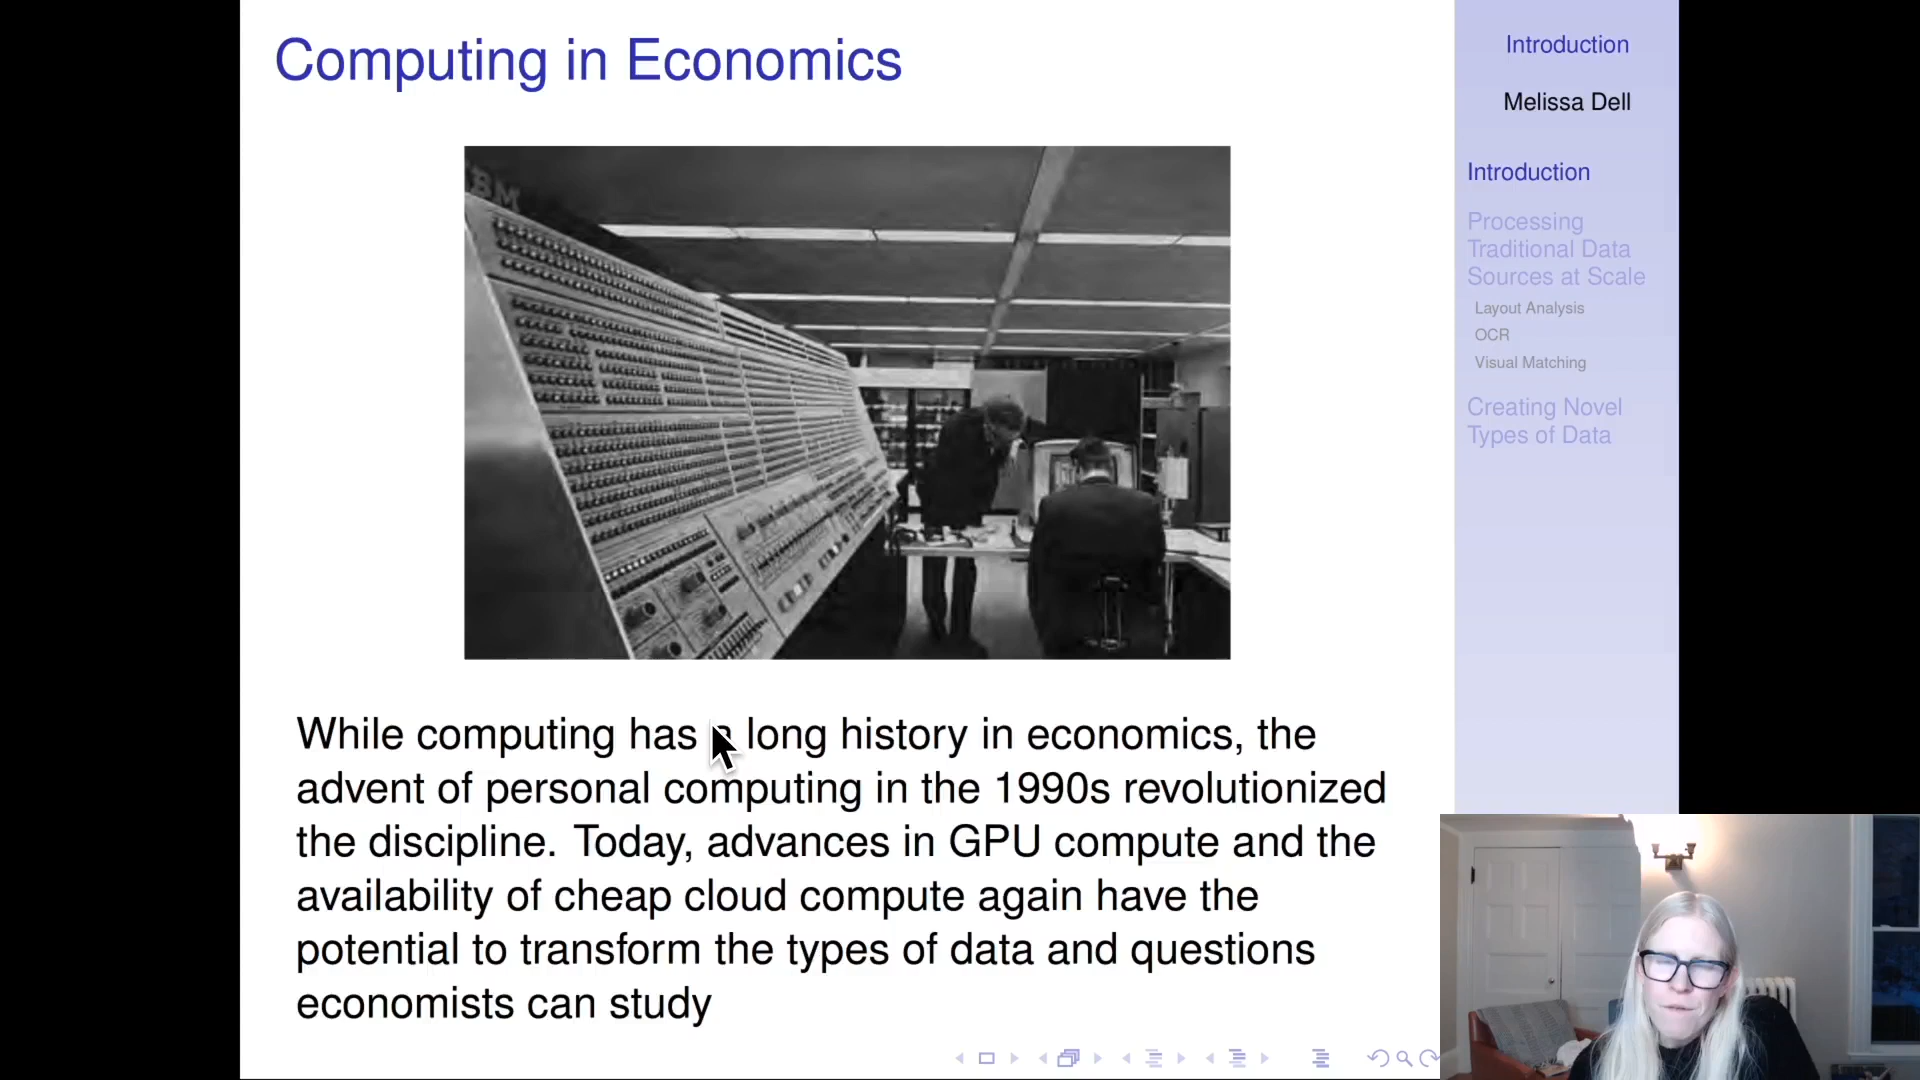 Computing in Economics
IBM
While computing has a long history in economics, the
advent of personal computing in the 1990s revolutionized
the discipline. Today, advances in GPU compute and the
availability of cheap cloud compute again have the
potential to transform the types of data and questions
economists can study
Introduction
Melissa Dell
Introduction
Processing
Traditional Data
Sources at Scale
Layout Analysis
OCR
Visual Matching
Creating Novel
Types of Data